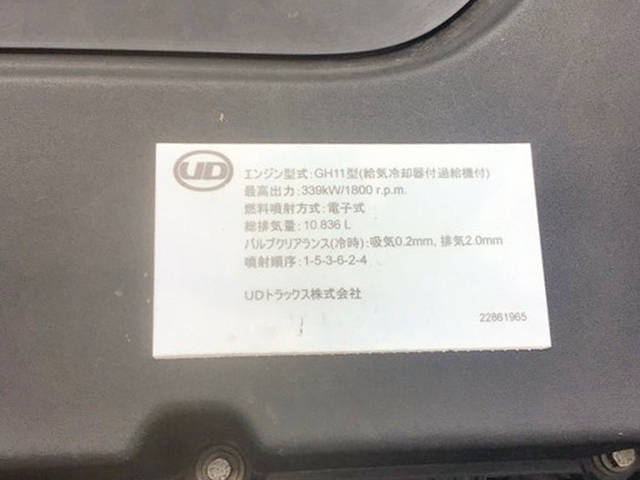 UD
エンジン型式:GH11型(給気冷却器付過給機付)
最高出力:339kW/1800 r.p.m.
燃料噴射方式:電子式
総排気量:10.836 L
バルブクリアランス(冷時):吸気0.2mm, 排気2.0mm
噴射順序:1-5-3-6-2-4
UDトラックス株式会社
22861965